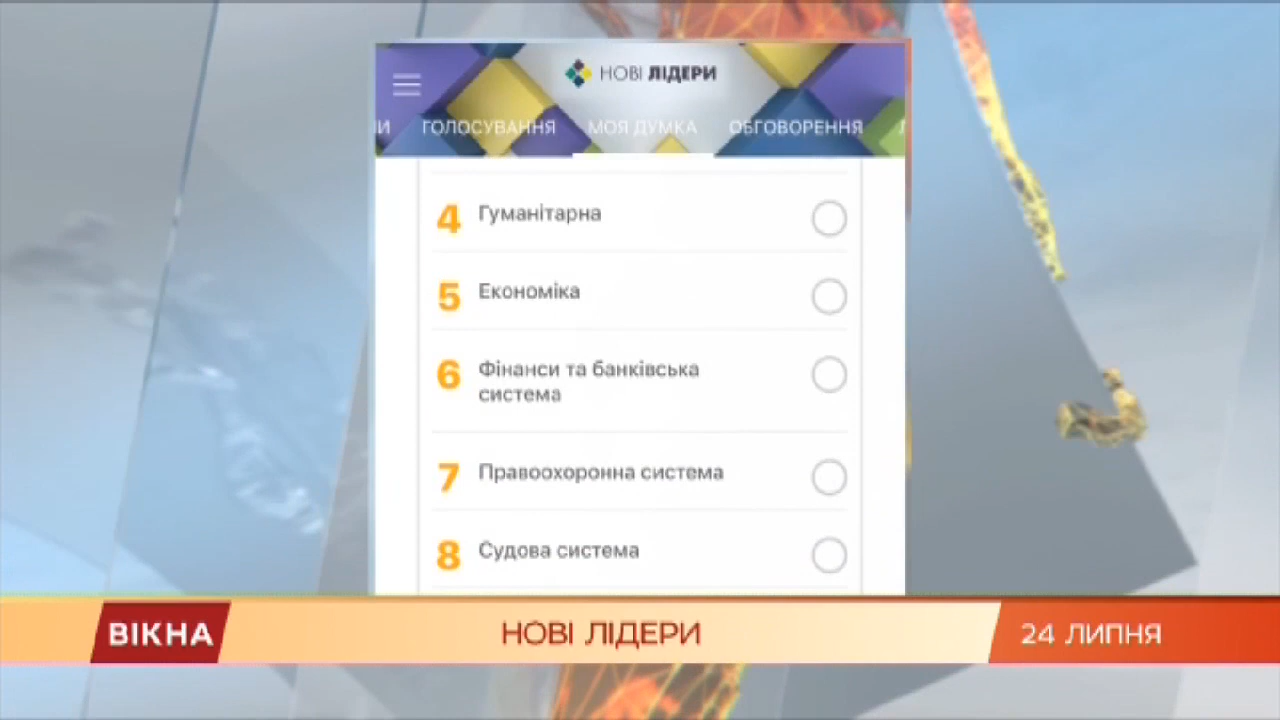 НОВІ ЛІДЕРИ
И ГОЛОСУВАННЯ МОЯ ДУМКА ОБГОВОРЕННЯ
4 Гуманітарна
5 Економіка
6 Фінанси та банківська
система
7 Правоохоронна система
8 Судова система
ВІКНА НОВІ ЛІДЕРИ 24 ЛИПНЯ